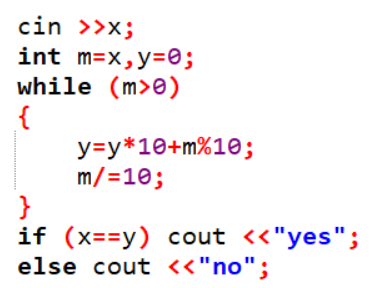 cin >>x;
int m=x,y=0;
while (m>0)
{
y=y*10+m%10;
m/=10;
}
if (x==y) cout <<"yes";
else cout <<"no";